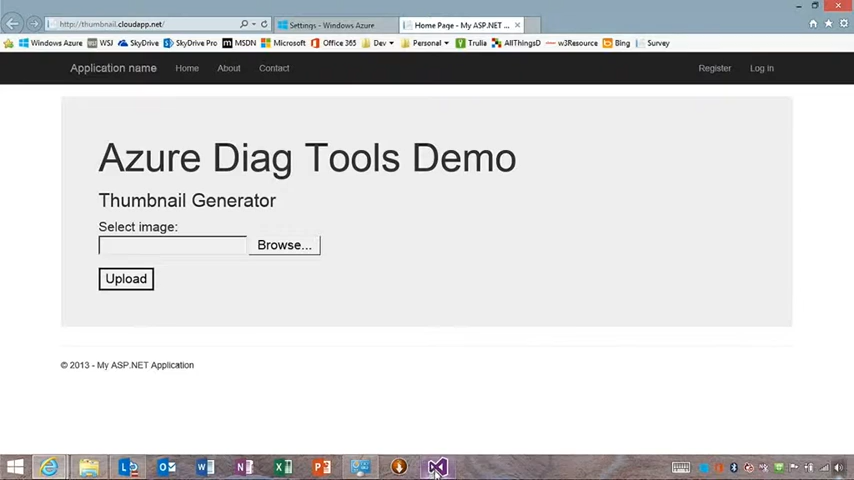 http://thumbnail.cloudapp.net/
Settings - Windows Azure
Home Page - My ASP.NET ...
Windows Azure WSJ SkyDrive SkyDrive Pro MSDN Microsoft Office 365 Dev Personal Trulia AllThingsD w3Resource Bing Survey
Application name Home About Contact Register Log in
Azure Diag Tools Demo
Thumbnail Generator
Select image:
Browse...
Upload
© 2013 - My ASP.NET Application